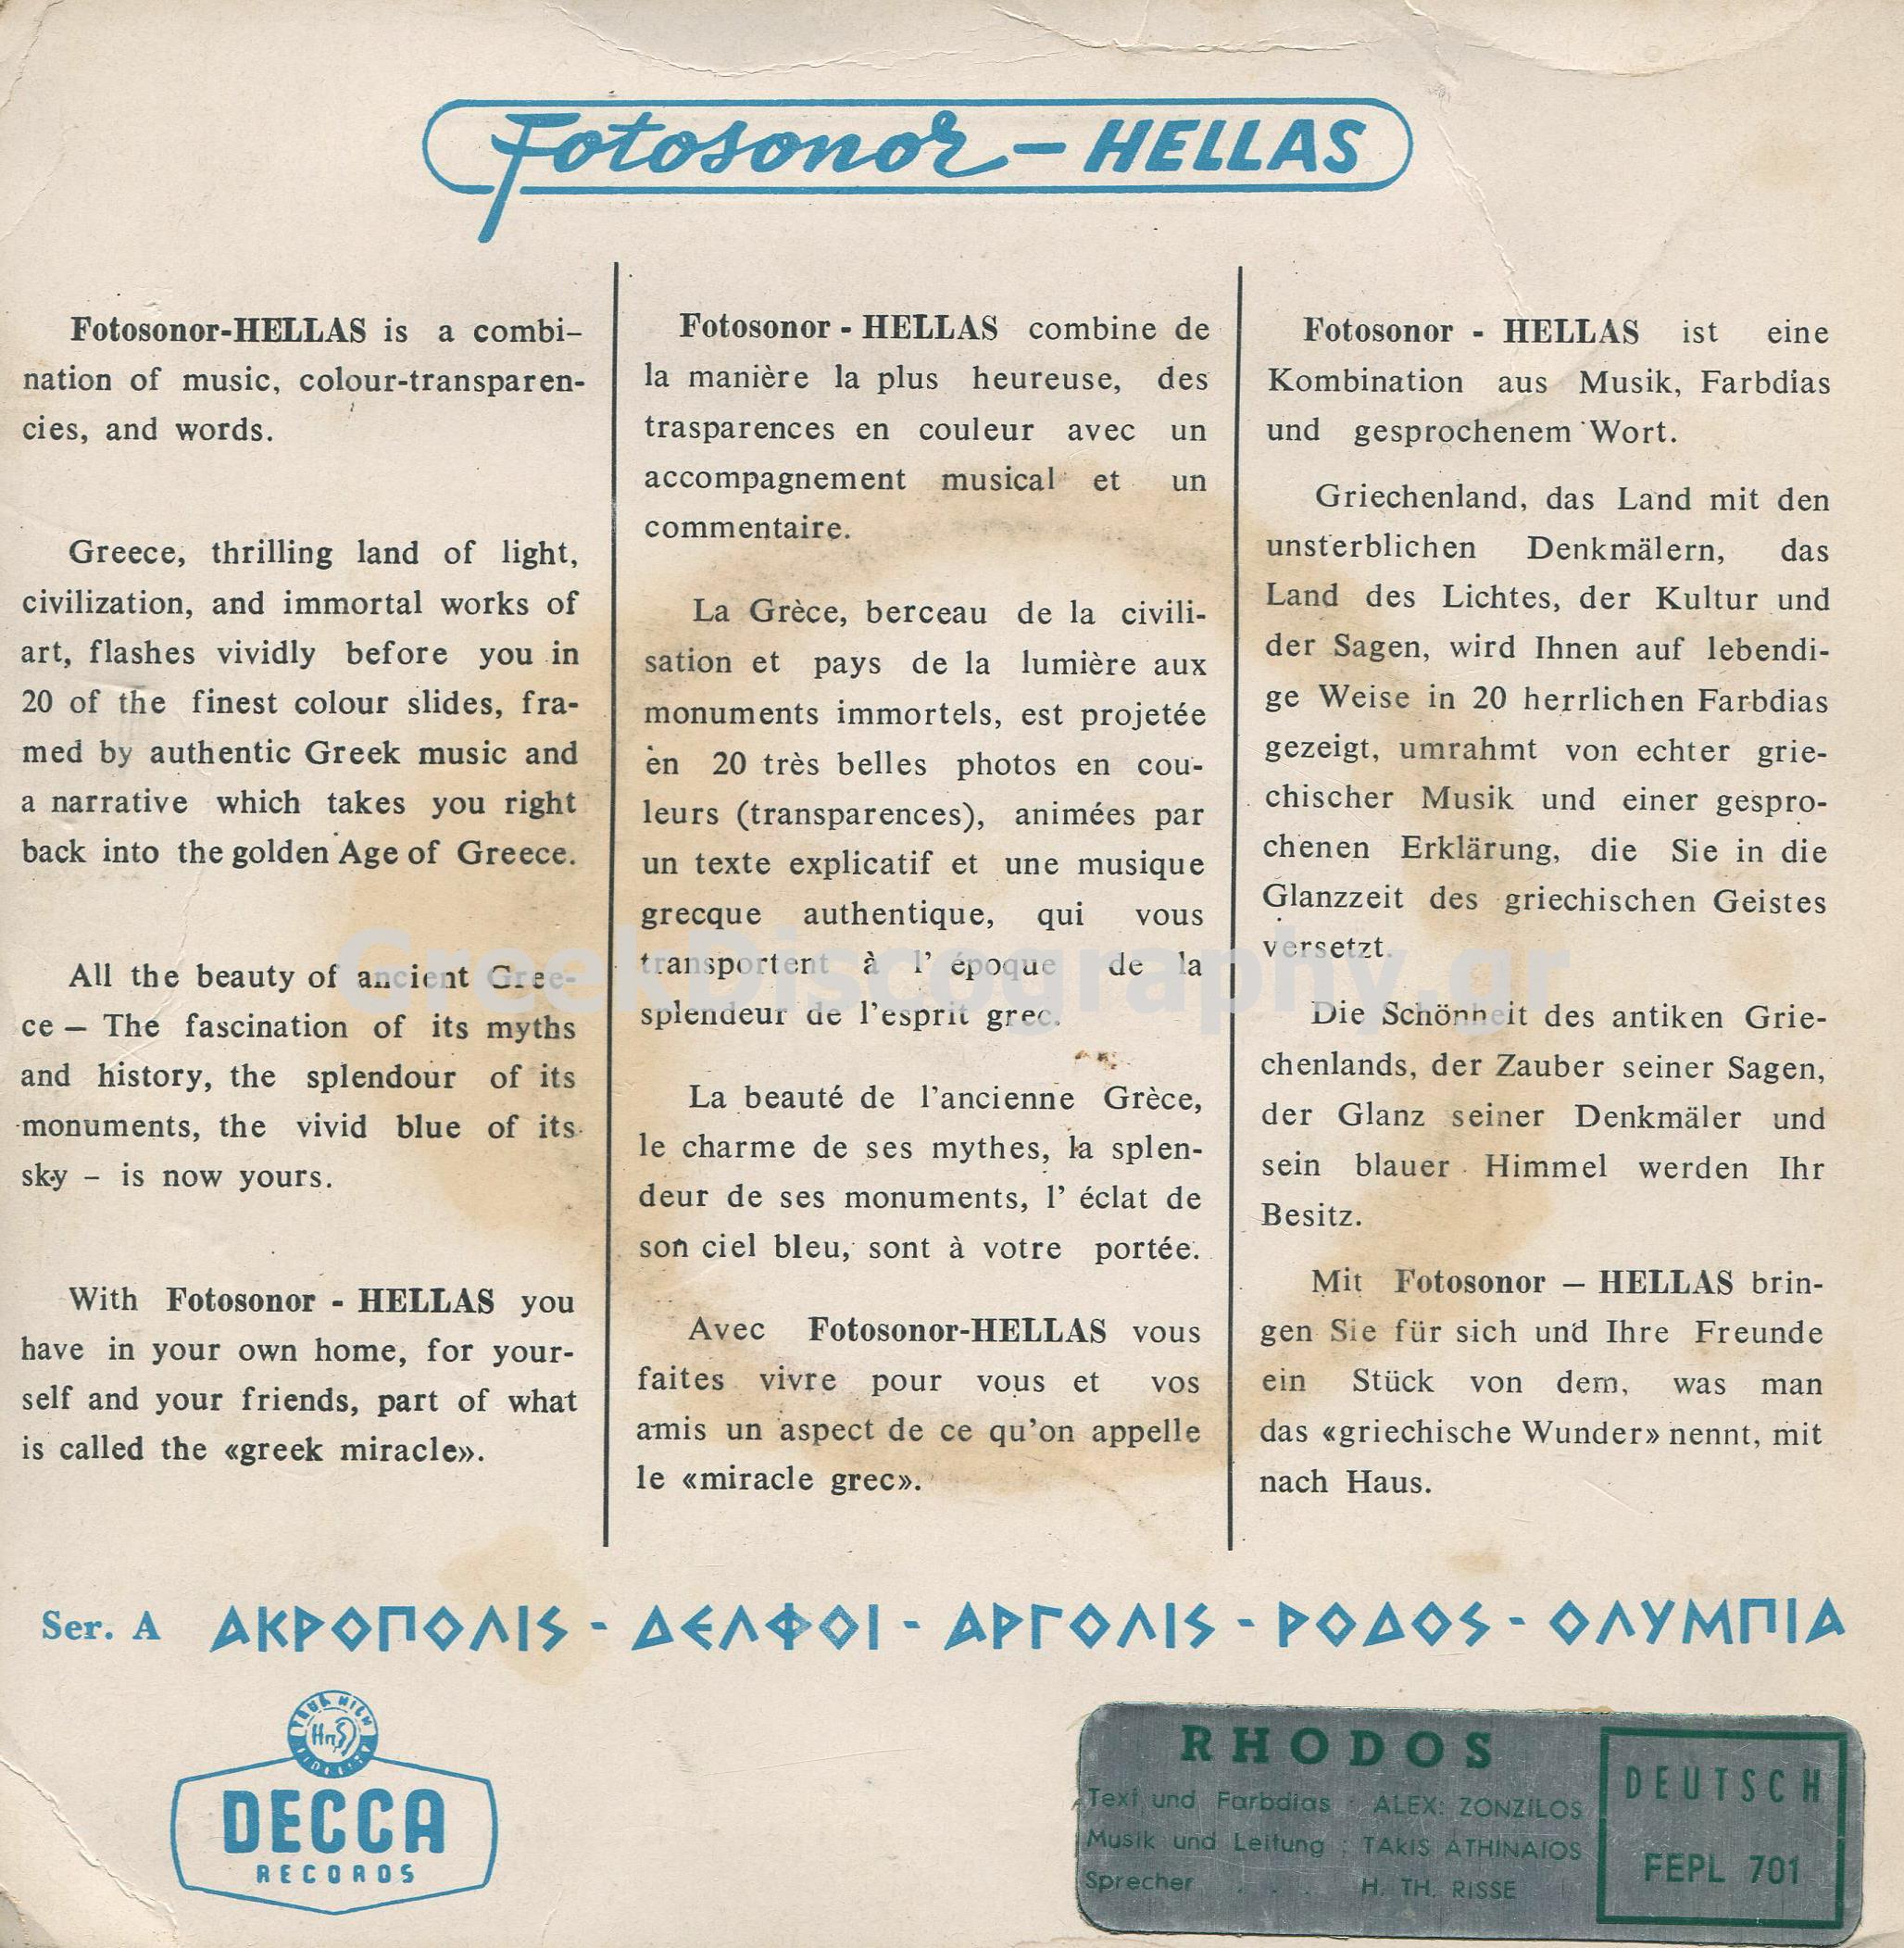 Fotosonor – HELLAS
Fotosonor-HELLAS is a combi–
nation of music, colour-transparen-
cies, and words.
Greece, thrilling land of light,
civilization, and immortal works of
art, flashes vividly before you in
20 of the finest colour slides, fra-
med by authentic Greek music and
a narrative which takes you right
back into the golden Age of Greece.
All the beauty of ancient Gree-
ce – The fascination of its myths
and history, the splendour of its
monuments, the vivid blue of its
sky – is now yours.
With Fotosonor - HELLAS you
have in your own home, for your-
self and your friends, part of what
is called the «greek miracle».
Fotosonor - HELLAS combine de
la manière la plus heureuse, des
trasparences en couleur avec un
accompagnement musical et un
commentaire.
La Grèce, berceau de la civili-
sation et pays de la lumière aux
monuments immortels, est projetée
en 20 très belles photos en cou-
leurs (transparences), animées par
un texte explicatif et une musique
grecque authentique, qui vous
transportent à l' époque de la
splendeur de l'esprit grec.
La beauté de l'ancienne Grèce,
le charme de ses mythes, la splen-
deur de ses monuments, l' éclat de
son ciel bleu, sont à votre portée.
Avec Fotosonor-HELLAS vous
faites vivre pour vous et vos
amis un aspect de ce qu'on appelle
le «miracle grec».
Fotosonor - HELLAS ist eine
Kombination aus Musik, Farbdias
und gesprochenem Wort.
Griechenland, das Land mit den
unsterblichen Denkmälern, das
Land des Lichtes, der Kultur und
der Sagen, wird Ihnen auf lebendi-
ge Weise in 20 herrlichen Farbdias
gezeigt, umrahmt von echter grie-
chischer Musik und einer gespro-
chenen Erklärung, die Sie in die
Glanzzeit des griechischen Geistes
versetzt.
Die Schönheit des antiken Grie-
chenlands, der Zauber seiner Sagen,
der Glanz seiner Denkmäler und
sein blauer Himmel werden Ihr
Besitz.
Mit Fotosonor – HELLAS brin-
gen Sie für sich und Ihre Freunde
ein Stück von dem, was man
das «griechische Wunder» nennt, mit
nach Haus.
GreekDiscography.gr
Ser. A ΑΚΡΟΠΟΛΙS - ΔΕΛΦΟΙ - ΑΡΓΟΛΙS - ΡΟΔΟS - ΟΛΥΜΠΙΑ
DECCA
RECORDS
RHODOS
Text und Farbdias : ALEX: ZONZILOS
Musik und Leitung : TAKIS ATHINAIOS
Sprecher . . . H. TH. RISSE
DEUTSCH
FEPL 701